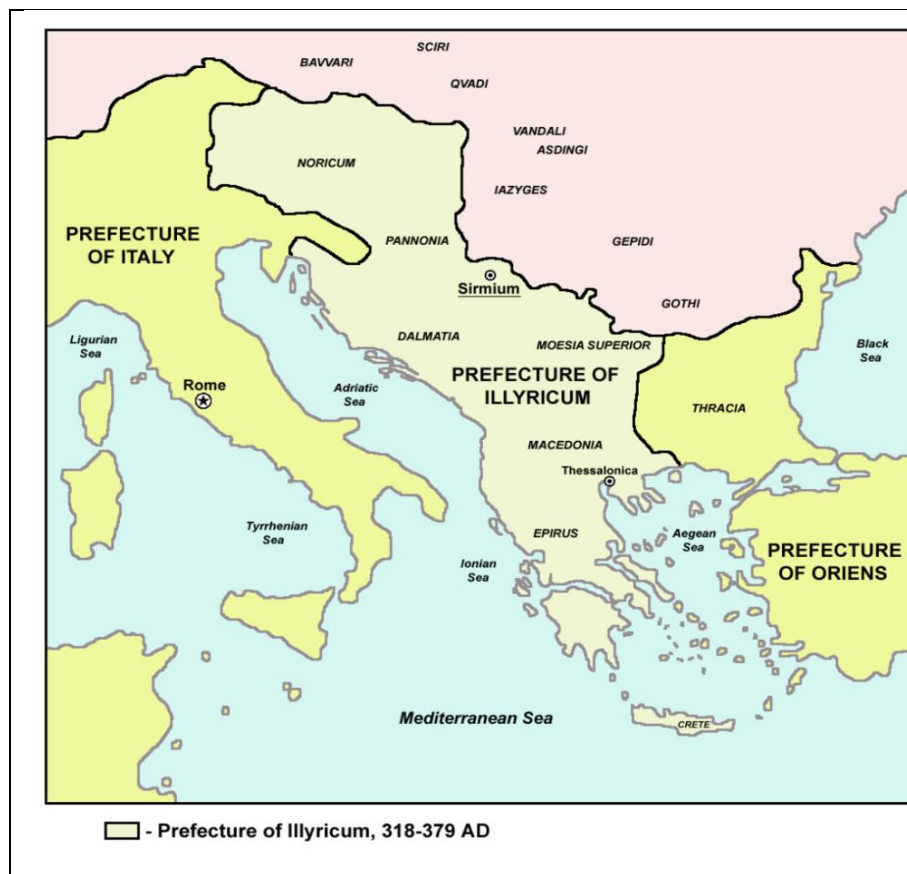 SCIRI
BAVVARI
QVADI
VANDALI
ASDINGI
NORICUM
IAZYGES
PREFECTURE
OF ITALY
PANNONIA
GEPIDI
Sirmium
GOTHI
Ligurian
Sea
DALMATIA
MOESIA SUPERIOR
Black
Sea
PREFECTURE OF
ILLYRICUM
Rome
Adriatic
Sea
THRACIA
MACEDONIA
Thessalonica
Tyrrhenian
Sea
EPIRUS
Aegean
Sea
Ionian
Sea
PREFECTURE
OF ORIENS
Mediterranean Sea
CRETE
- Prefecture of Illyricum, 318-379 AD